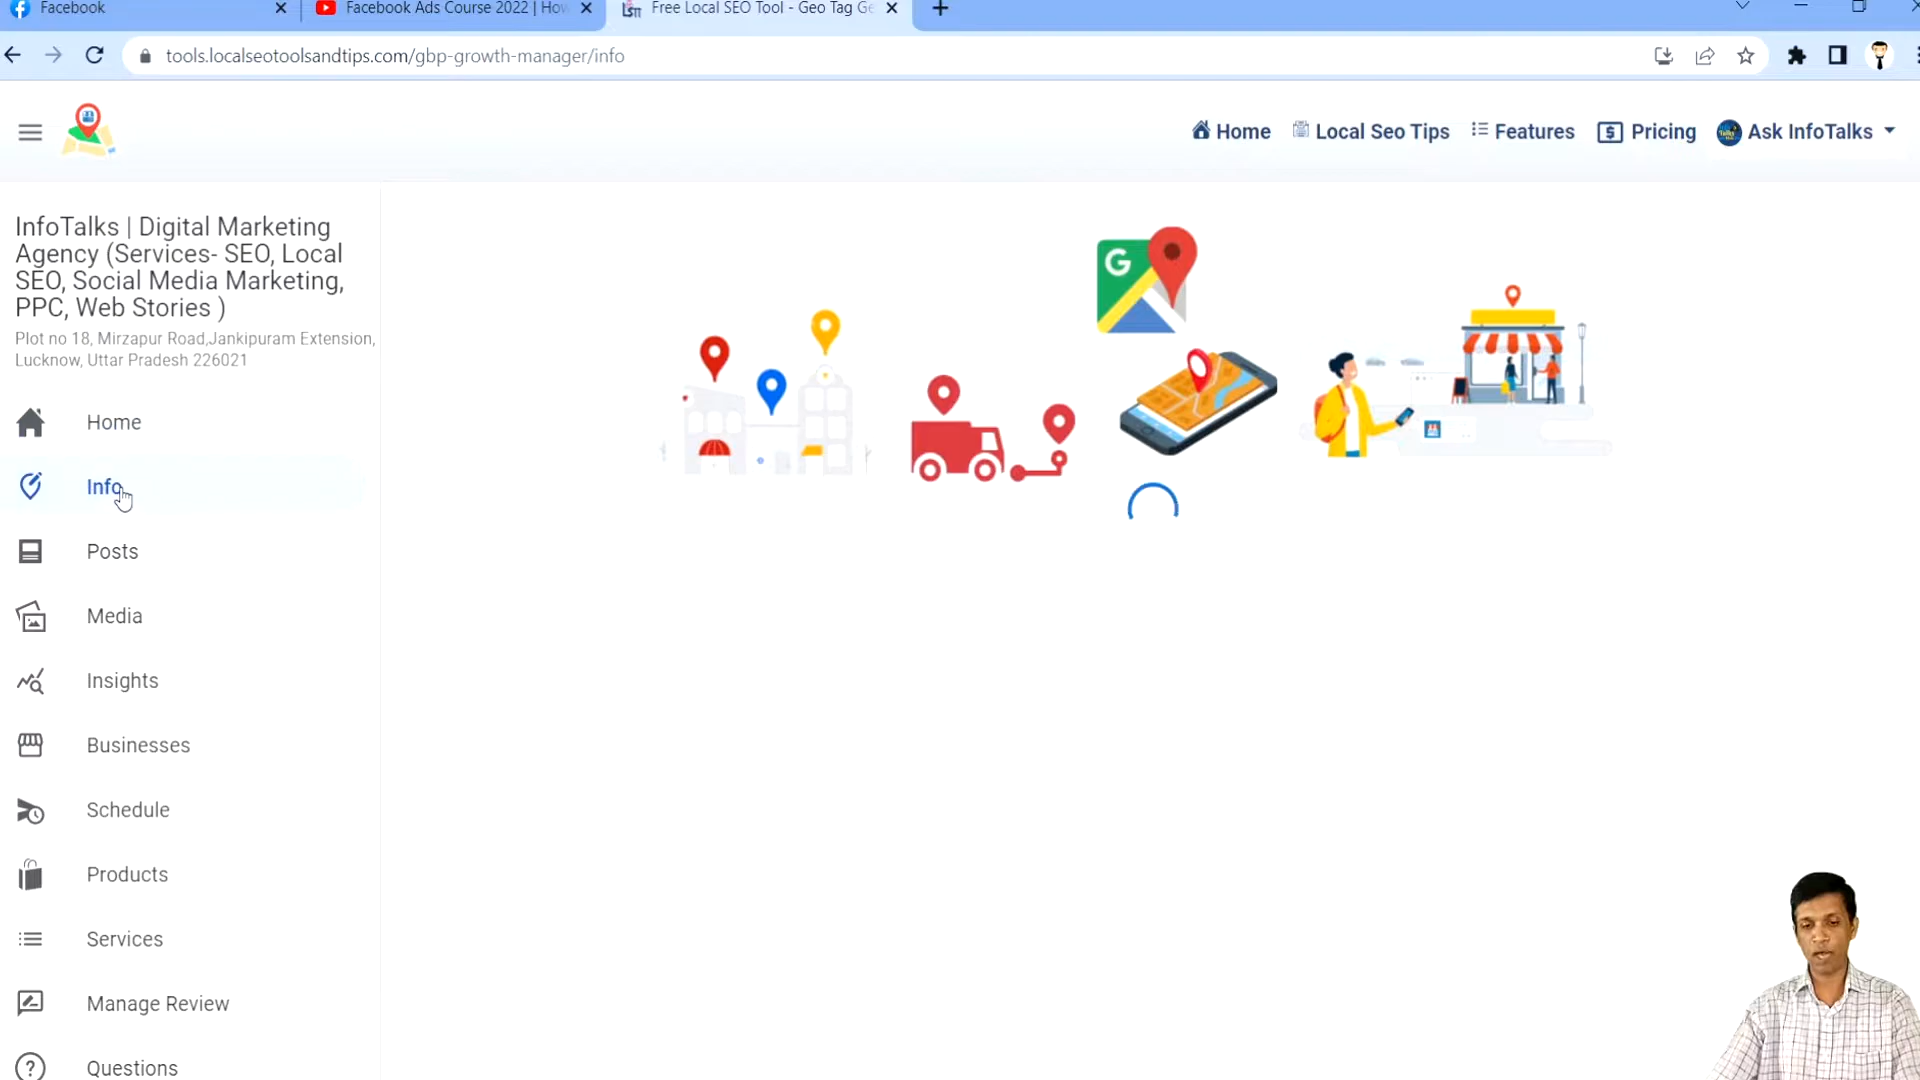 Facebook
Facebook Ads Course 2022 | How
Free Local SEO Tool - Geo Tag Ge
tools.localseotoolsandtips.com/gbp-growth-manager/info
Home
Local Seo Tips
Features
Pricing
Ask InfoTalks
InfoTalks | Digital Marketing
Agency (Services- SEO, Local
SEO, Social Media Marketing,
PPC, Web Stories )
Plot no 18, Mirzapur Road,Jankipuram Extension,
Lucknow, Uttar Pradesh 226021
G
Home
Info
Posts
Media
Insights
Businesses
Schedule
Products
Services
Manage Review
Questions